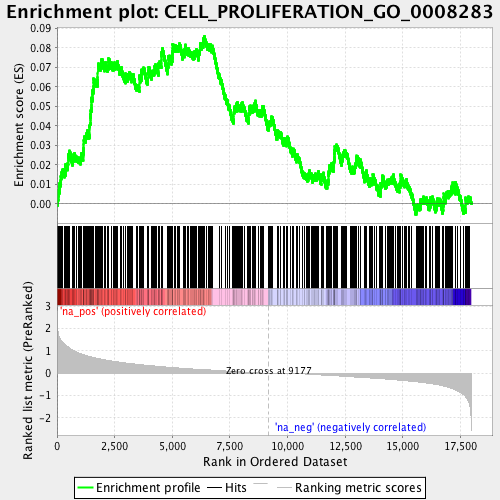 Enrichment plot: CELL_PROLIFERATION_GO_0008283
Enrichment score (ES)
0.09
0.08
0.07
0.06
0.05
0.04
0.03
0.02
0.01
0.00
'na_pos' (positively correlated)
Ranked list metric (PreRanked)
3
2
1
0
-1
-2
Zero cross at 9177
'na_neg' (negatively correlated)
0
2,500
5,000
7,500
10,000
12,500
15,000
17,500
Rank in Ordered Dataset
Enrichment profile
Hits
Ranking metric scores